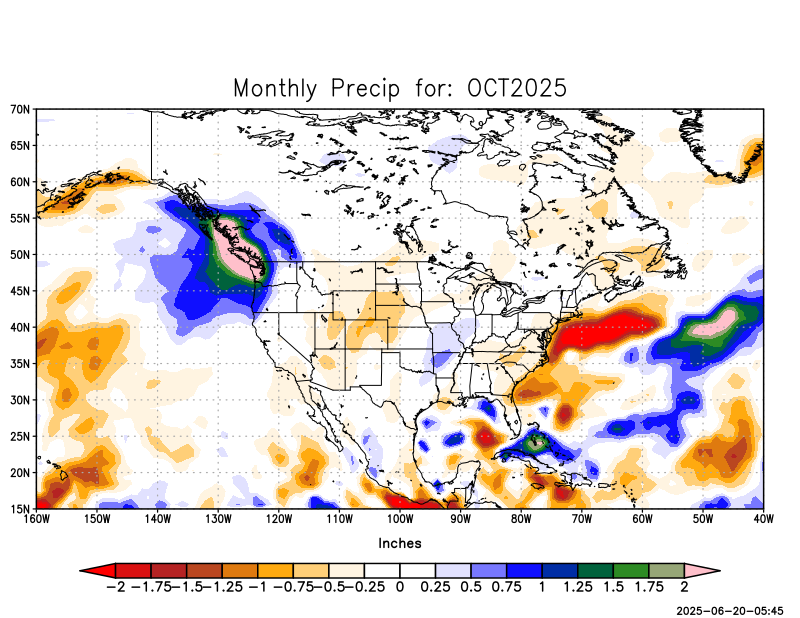 Monthly Precip for: OCT2025
70N
65N
60N
55N
50N
45N
40N
35N
30N
25N
20N
15N
160W 150W 140W 130W 120W 110W 100W 90W 80W 70W 60W 50W 40W
Inches
-2 -1.75 -1.5 -1.25 -1 -0.75 -0.5 -0.25 0 0.25 0.5 0.75 1 1.25 1.5 1.75 2
2025-06-20-05:45